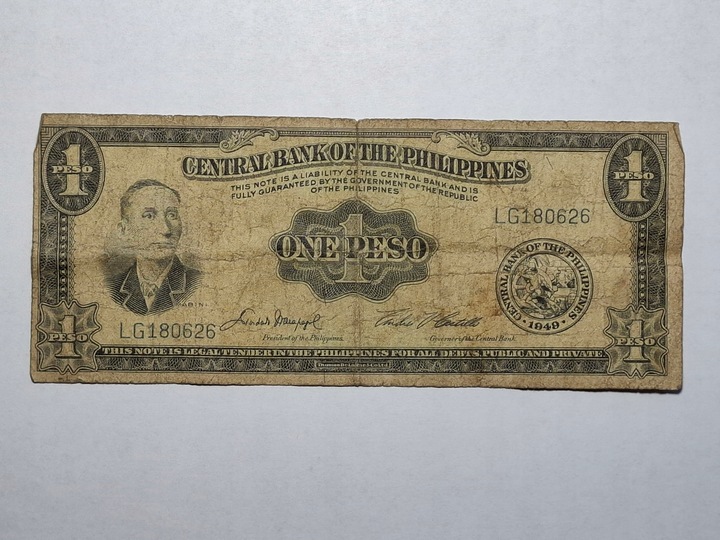 1
PESO
1
PESO
CENTRAL BANK OF THE PHILIPPINES
THIS NOTE IS A LIABILITY OF THE CENTRAL BANK AND IS
FULLY GUARANTEED BY THE GOVERNMENT OF THE REPUBLIC
OF THE PHILIPPINES
LG180626
1
ONE PESO
CENTRAL BANK OF THE PHILIPPINES
1949
MABINI
LG180626
President of the Philippines
Governor of the Central Bank
1
PESO
1
PESO
THIS NOTE IS LEGAL TENDER IN THE PHILIPPINES FOR ALL DEBTS, PUBLIC AND PRIVATE